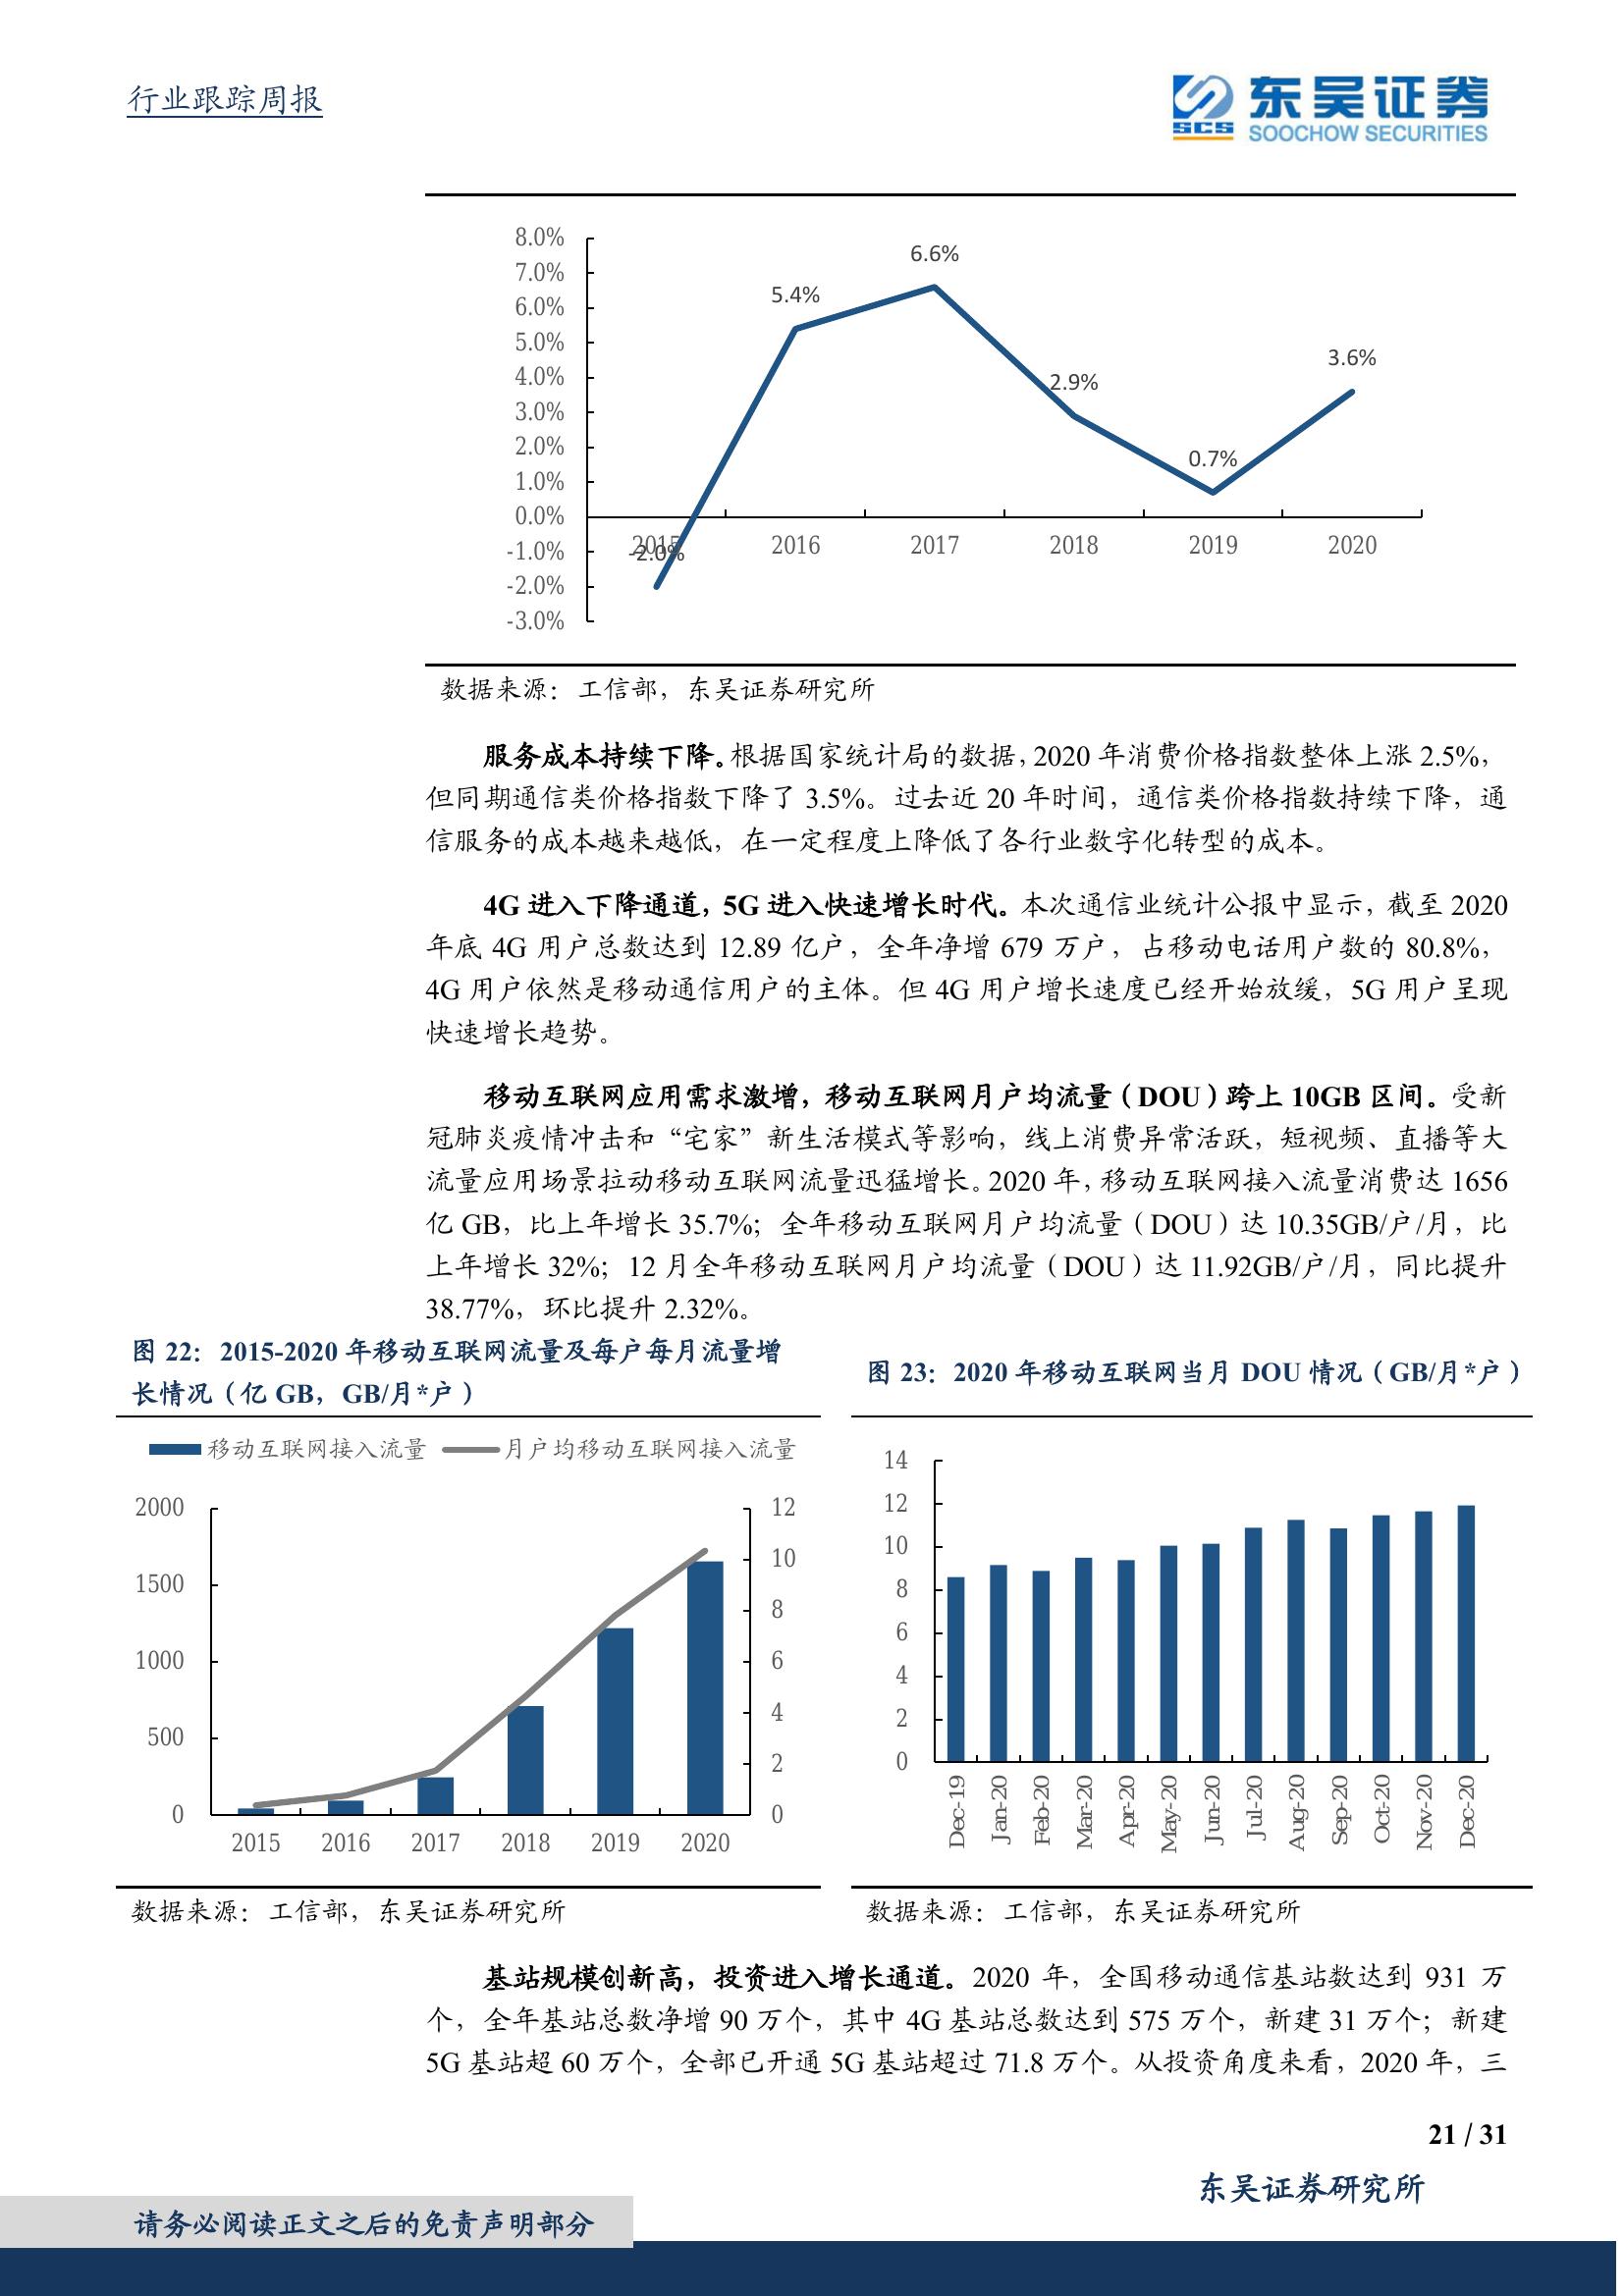 行业跟踪周报
SCS
东吴证券
SOOCHOW SECURITIES
8.0%
7.0%
6.0%
5.0%
4.0%
3.0%
2.0%
1.0%
0.0%
-1.0%
-2.0%
-3.0%
-2.0%
5.4%
6.6%
2.9%
0.7%
3.6%
2015 2016 2017 2018 2019 2020
数据来源：工信部，东吴证券研究所
服务成本持续下降。根据国家统计局的数据，2020 年消费价格指数整体上涨 2.5%，
但同期通信类价格指数下降了 3.5%。过去近 20 年时间，通信类价格指数持续下降，通
信服务的成本越来越低，在一定程度上降低了各行业数字化转型的成本。
4G 进入下降通道，5G 进入快速增长时代。本次通信业统计公报中显示，截至 2020
年底 4G 用户总数达到 12.89 亿户，全年净增 679 万户，占移动电话用户数的 80.8%，
4G 用户依然是移动通信用户的主体。但 4G 用户增长速度已经开始放缓，5G 用户呈现
快速增长趋势。
移动互联网应用需求激增，移动互联网月户均流量（DOU）跨上 10GB 区间。受新
冠肺炎疫情冲击和“宅家”新生活模式等影响，线上消费异常活跃，短视频、直播等大
流量应用场景拉动移动互联网流量迅猛增长。2020 年，移动互联网接入流量消费达 1656
亿 GB，比上年增长 35.7%；全年移动互联网月户均流量（DOU）达 10.35GB/户/月，比
上年增长 32%；12 月全年移动互联网月户均流量（DOU）达 11.92GB/户/月，同比提升
38.77%，环比提升 2.32%。
图 22：2015-2020 年移动互联网流量及每户每月流量增
长情况（亿 GB，GB/月*户）
移动互联网接入流量 月户均移动互联网接入流量
2000
1500
1000
500
0
12
10
8
6
4
2
0
2015 2016 2017 2018 2019 2020
数据来源：工信部，东吴证券研究所
图 23：2020 年移动互联网当月 DOU 情况（GB/月*户）
14
12
10
8
6
4
2
0
Dec-19 Jan-20 Feb-20 Mar-20 Apr-20 May-20 Jun-20 Jul-20 Aug-20 Sep-20 Oct-20 Nov-20 Dec-20
数据来源：工信部，东吴证券研究所
基站规模创新高，投资进入增长通道。2020 年，全国移动通信基站数达到 931 万
个，全年基站总数净增 90 万个，其中 4G 基站总数达到 575 万个，新建 31 万个；新建
5G 基站超 60 万个，全部已开通 5G 基站超过 71.8 万个。从投资角度来看，2020 年，三
21 / 31
东吴证券研究所
请务必阅读正文之后的免责声明部分